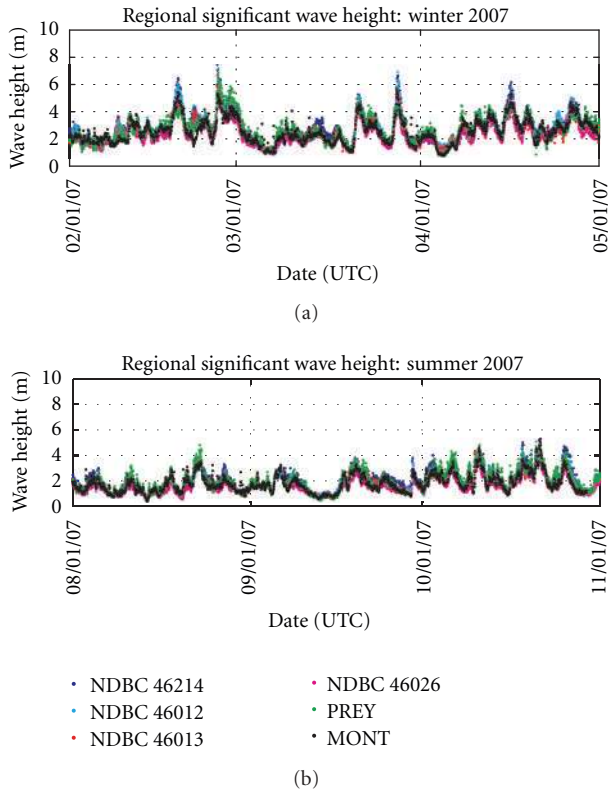 Regional significant wave height: winter 2007
Wave height (m)
10
8
6
4
2
0
02/01/07
03/01/07
04/01/07
05/01/07
Date (UTC)
(a)
Regional significant wave height: summer 2007
Wave height (m)
10
8
6
4
2
0
08/01/07
09/01/07
10/01/07
11/01/07
Date (UTC)
NDBC 46214
NDBC 46012
NDBC 46013
NDBC 46026
PREY
MONT
(b)